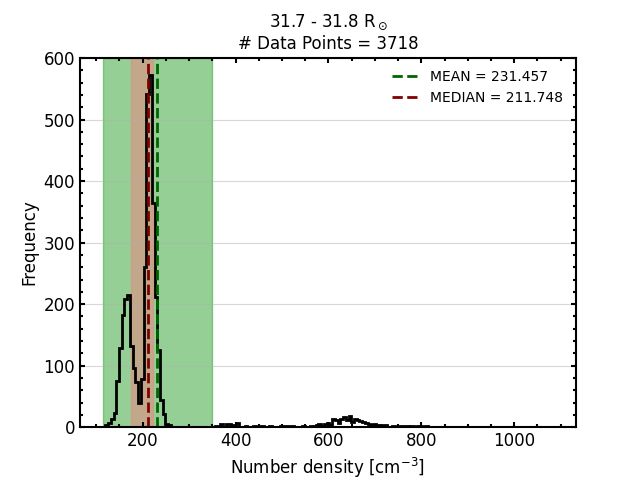 31.7 - 31.8 R⊙
# Data Points = 3718
MEAN = 231.457
MEDIAN = 211.748
600
500
400
300
200
100
0
Frequency
200 400 600 800 1000
Number density [cm⁻³]